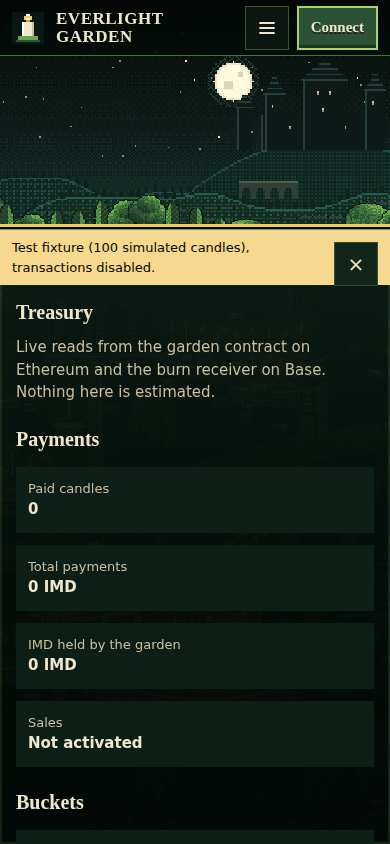 EVERLIGHT
GARDEN
Connect
Test fixture (100 simulated candles),
transactions disabled.
Treasury
Live reads from the garden contract on
Ethereum and the burn receiver on Base.
Nothing here is estimated.
Payments
Paid candles
0
Total payments
0 IMD
IMD held by the garden
0 IMD
Sales
Not activated
Buckets